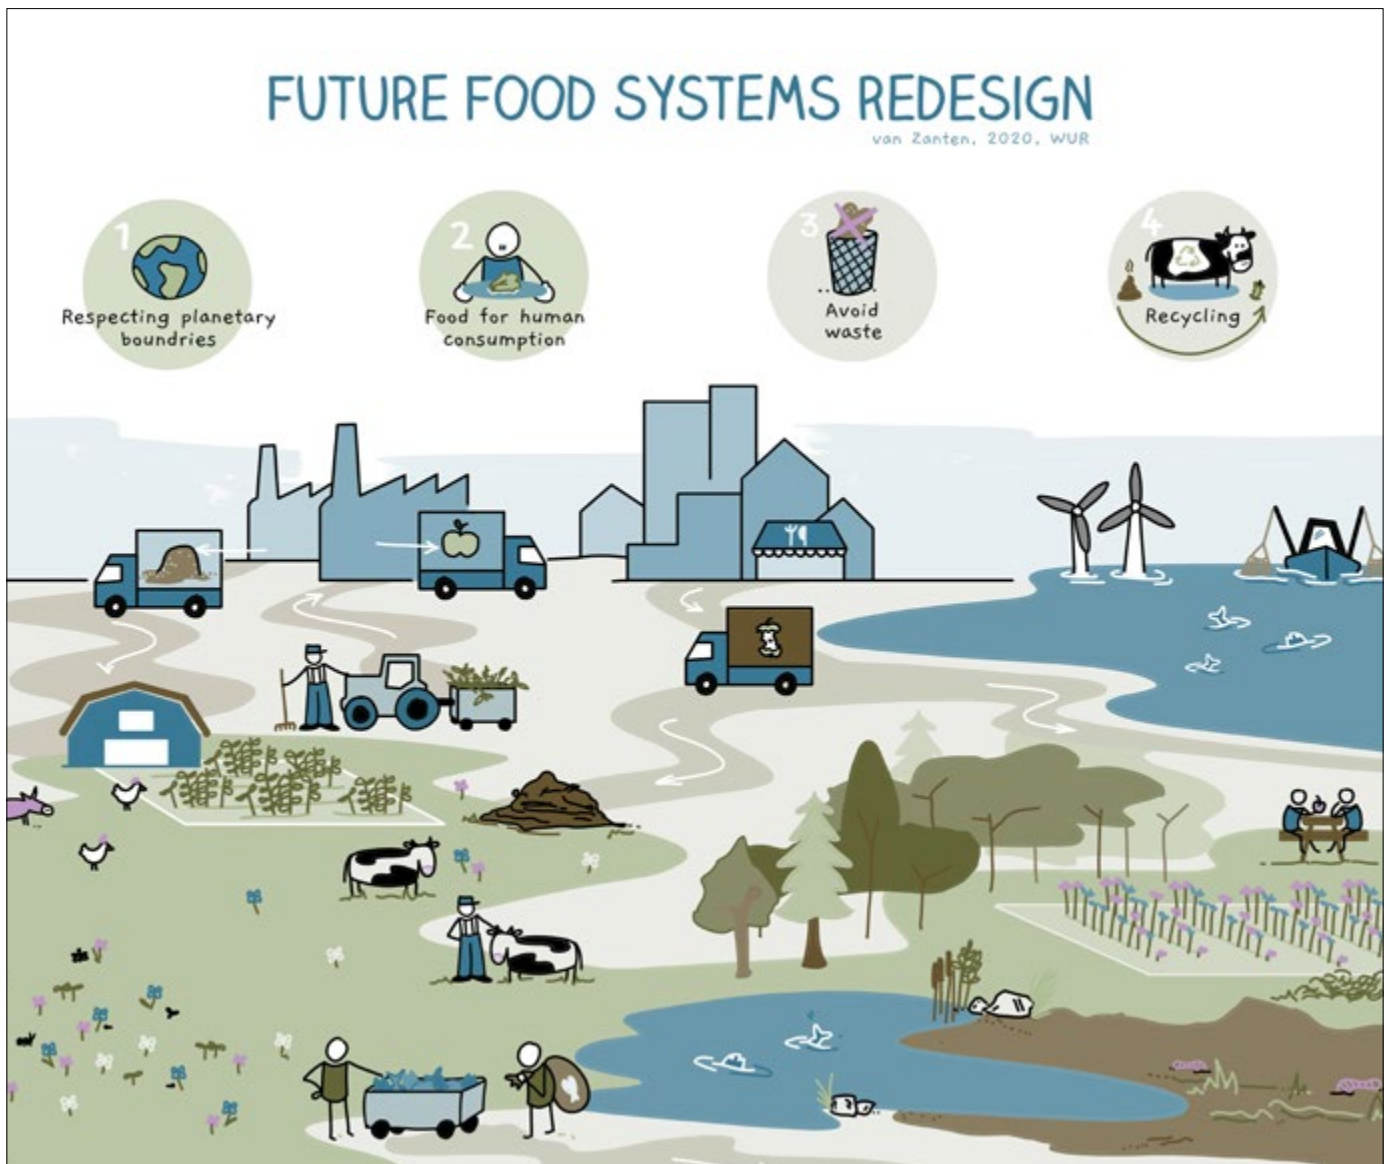 FUTURE FOOD SYSTEMS REDESIGN
van Zanten, 2020, WUR
1
Respecting planetary
boundries
2
Food for human
consumption
3
Avoid
waste
4
Recycling